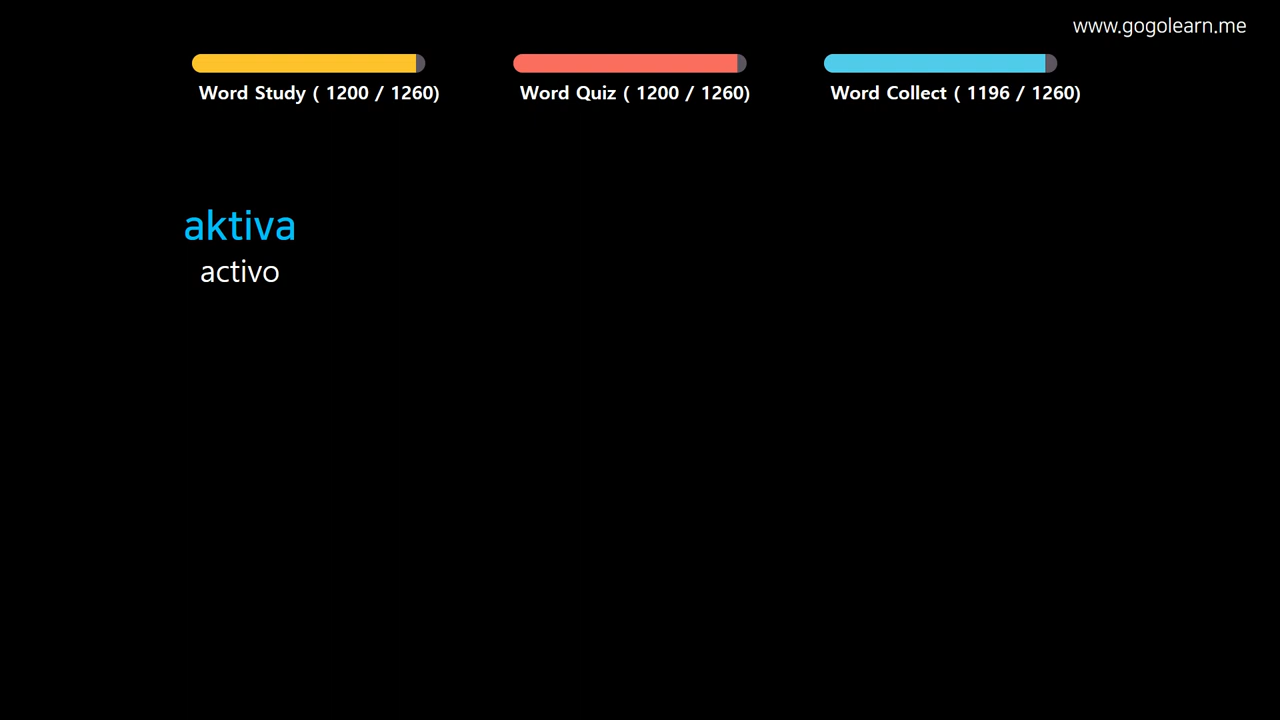 www.gogolearn.me
Word Study ( 1200 / 1260)
Word Quiz ( 1200 / 1260)
Word Collect ( 1196 / 1260)
aktiva
activo